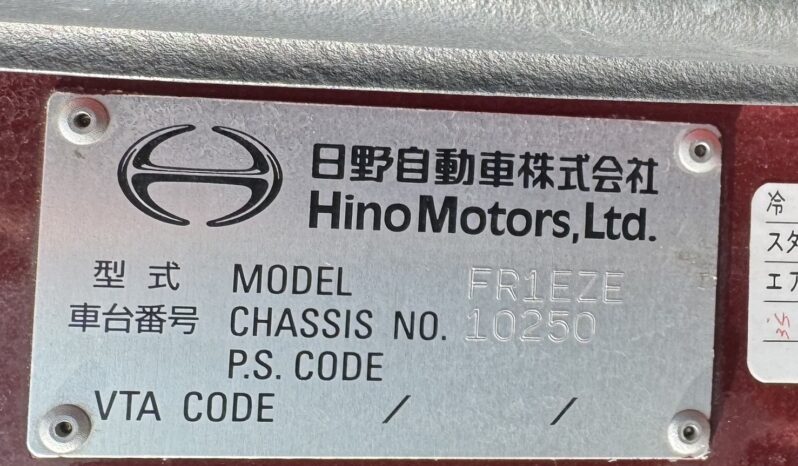 日野自動車株式会社
Hino Motors, Ltd.
型式 MODEL FR1EZE
車台番号 CHASSIS NO. 10250
P.S. CODE
VTA CODE / /
冷
スタ
エア